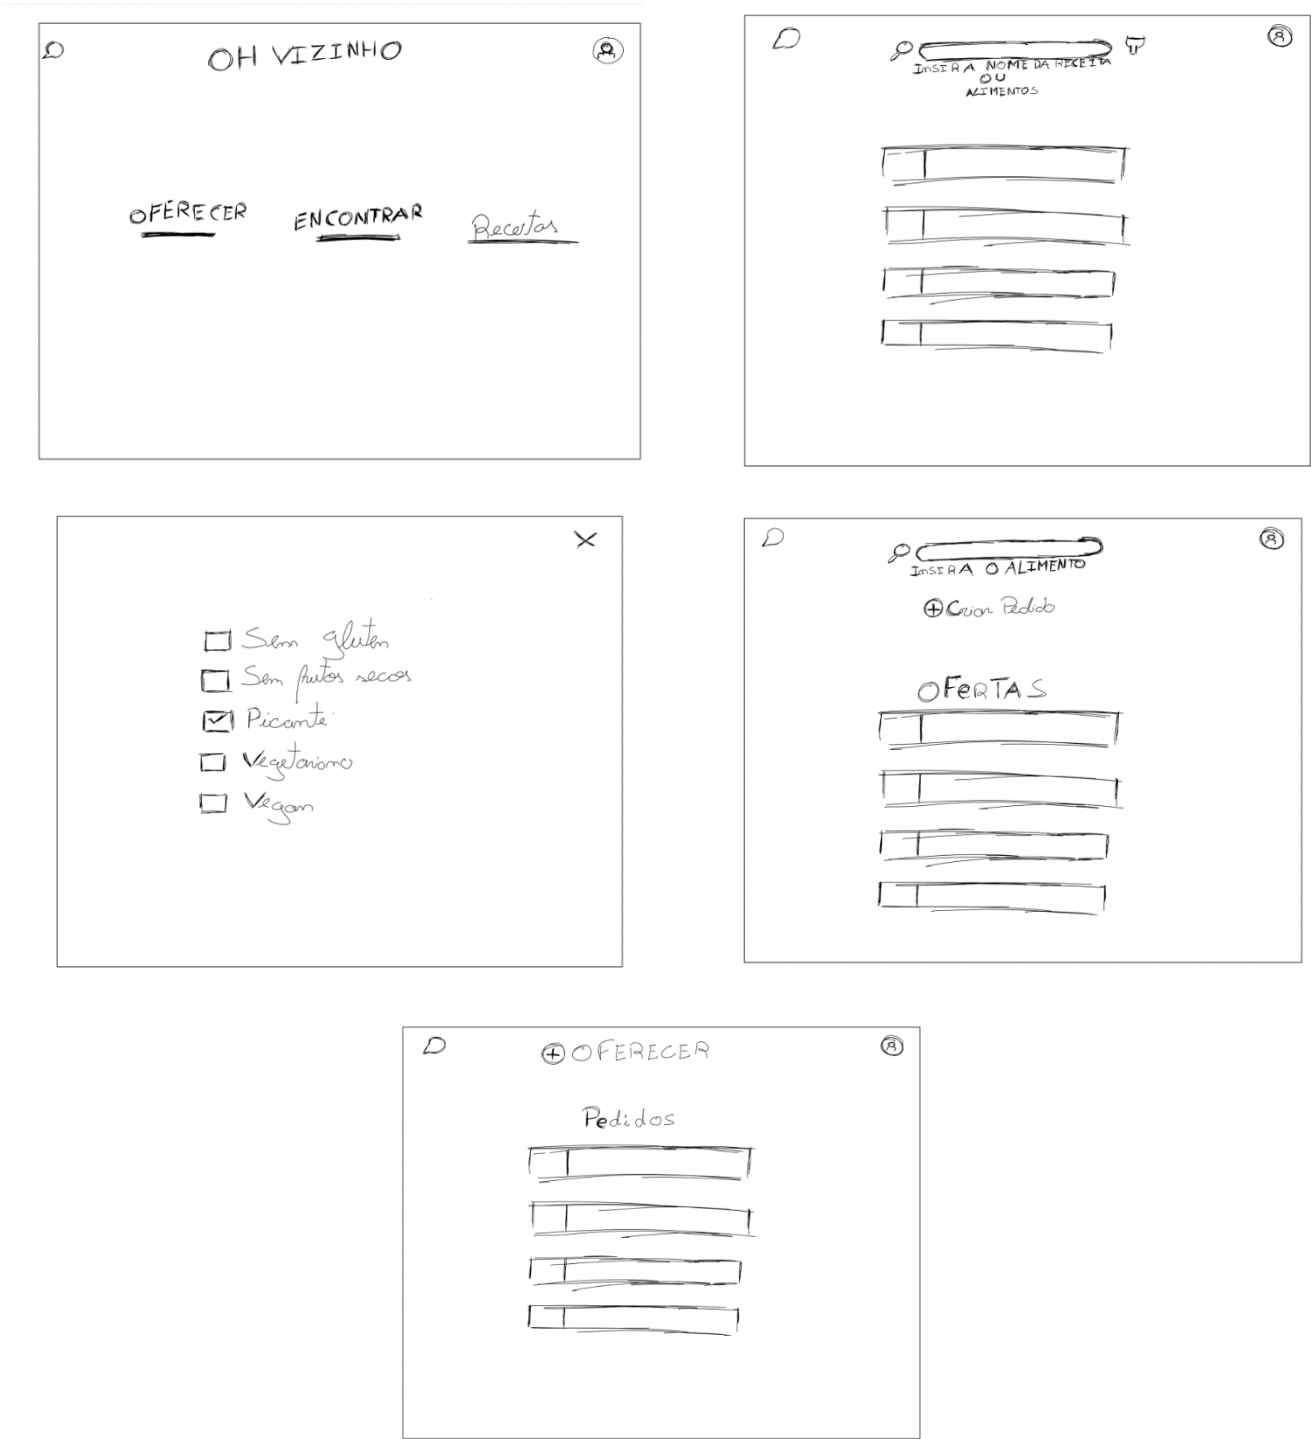 OH VIZINHO
OFERECER
ENCONTRAR
Receitas
INSIRA NOME DA RECEITA
OU
ALIMENTOS
Sem gluten
Sem frutos secos
Picante
Vegetariano
Vegan
INSIRA O ALIMENTO
Criar Pedido
OFERTAS
OFERECER
Pedidos